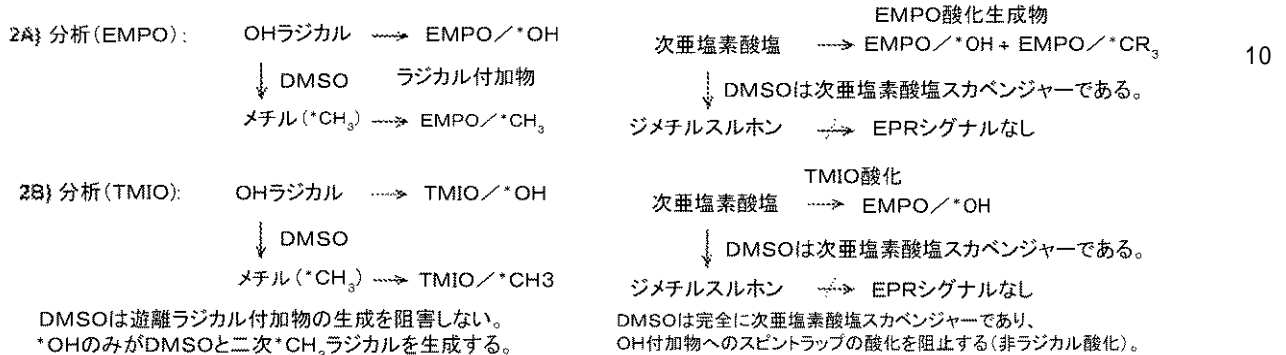 2A) 分析(EMPO): OHラジカル → EMPO／*OH
↓ DMSO ラジカル付加物
メチル(*CH₃) → EMPO／*CH₃
EMPO酸化生成物
次亜塩素酸塩 → EMPO／*OH + EMPO／*CR₃
↓ DMSOは次亜塩素酸塩スカベンジャーである。
ジメチルスルホン → EPRシグナルなし
10
2B) 分析(TMIO): OHラジカル → TMIO／*OH
↓ DMSO
メチル(*CH₃) → TMIO／*CH3
DMSOは遊離ラジカル付加物の生成を阻害しない。
*OHのみがDMSOと二次*CH₃ラジカルを生成する。
TMIO酸化
次亜塩素酸塩 → EMPO／*OH
↓ DMSOは次亜塩素酸塩スカベンジャーである。
ジメチルスルホン → EPRシグナルなし
DMSOは完全に次亜塩素酸塩スカベンジャーであり、
OH付加物へのスピントラップの酸化を阻止する(非ラジカル酸化)。